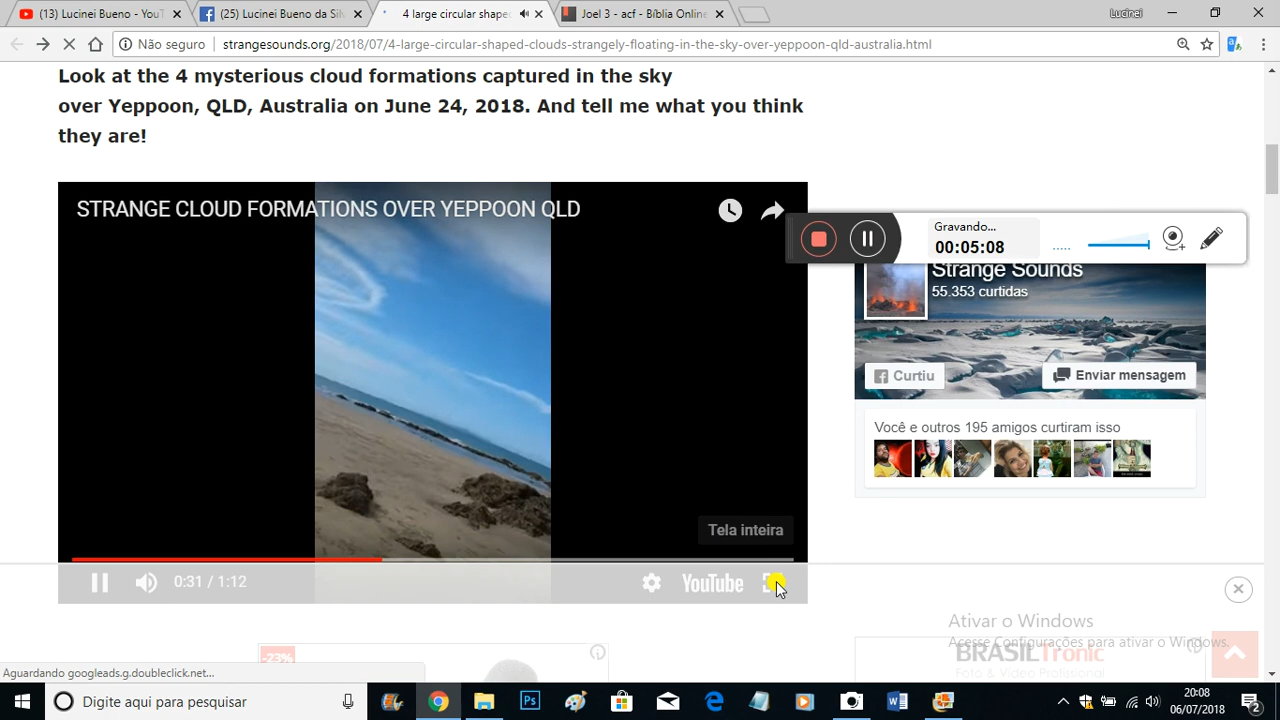 (13) Lucinei Bueno - YouT
(25) Lucinei Bueno da Sil
4 large circular shaped
Joel 3 - acf - Bíblia Online
Lucinei
Não seguro
strangesounds.org/2018/07/4-large-circular-shaped-clouds-strangely-floating-in-the-sky-over-yeppoon-qld-australia.html
Look at the 4 mysterious cloud formations captured in the sky
over Yeppoon, QLD, Australia on June 24, 2018. And tell me what you think
they are!
STRANGE CLOUD FORMATIONS OVER YEPPOON QLD
Gravando...
00:05:08
Strange Sounds
55.353 curtidas
Curtiu
Enviar mensagem
Você e outros 195 amigos curtiram isso
Tela inteira
0:31 / 1:12
YouTube
Ativar o Windows
Acesse Configurações para ativar o Windows.
BRASILTronic
Foto & Vídeo Profissional
-23%
Aguardando googleads.g.doubleclick.net...
Digite aqui para pesquisar
20:08
06/07/2018
2